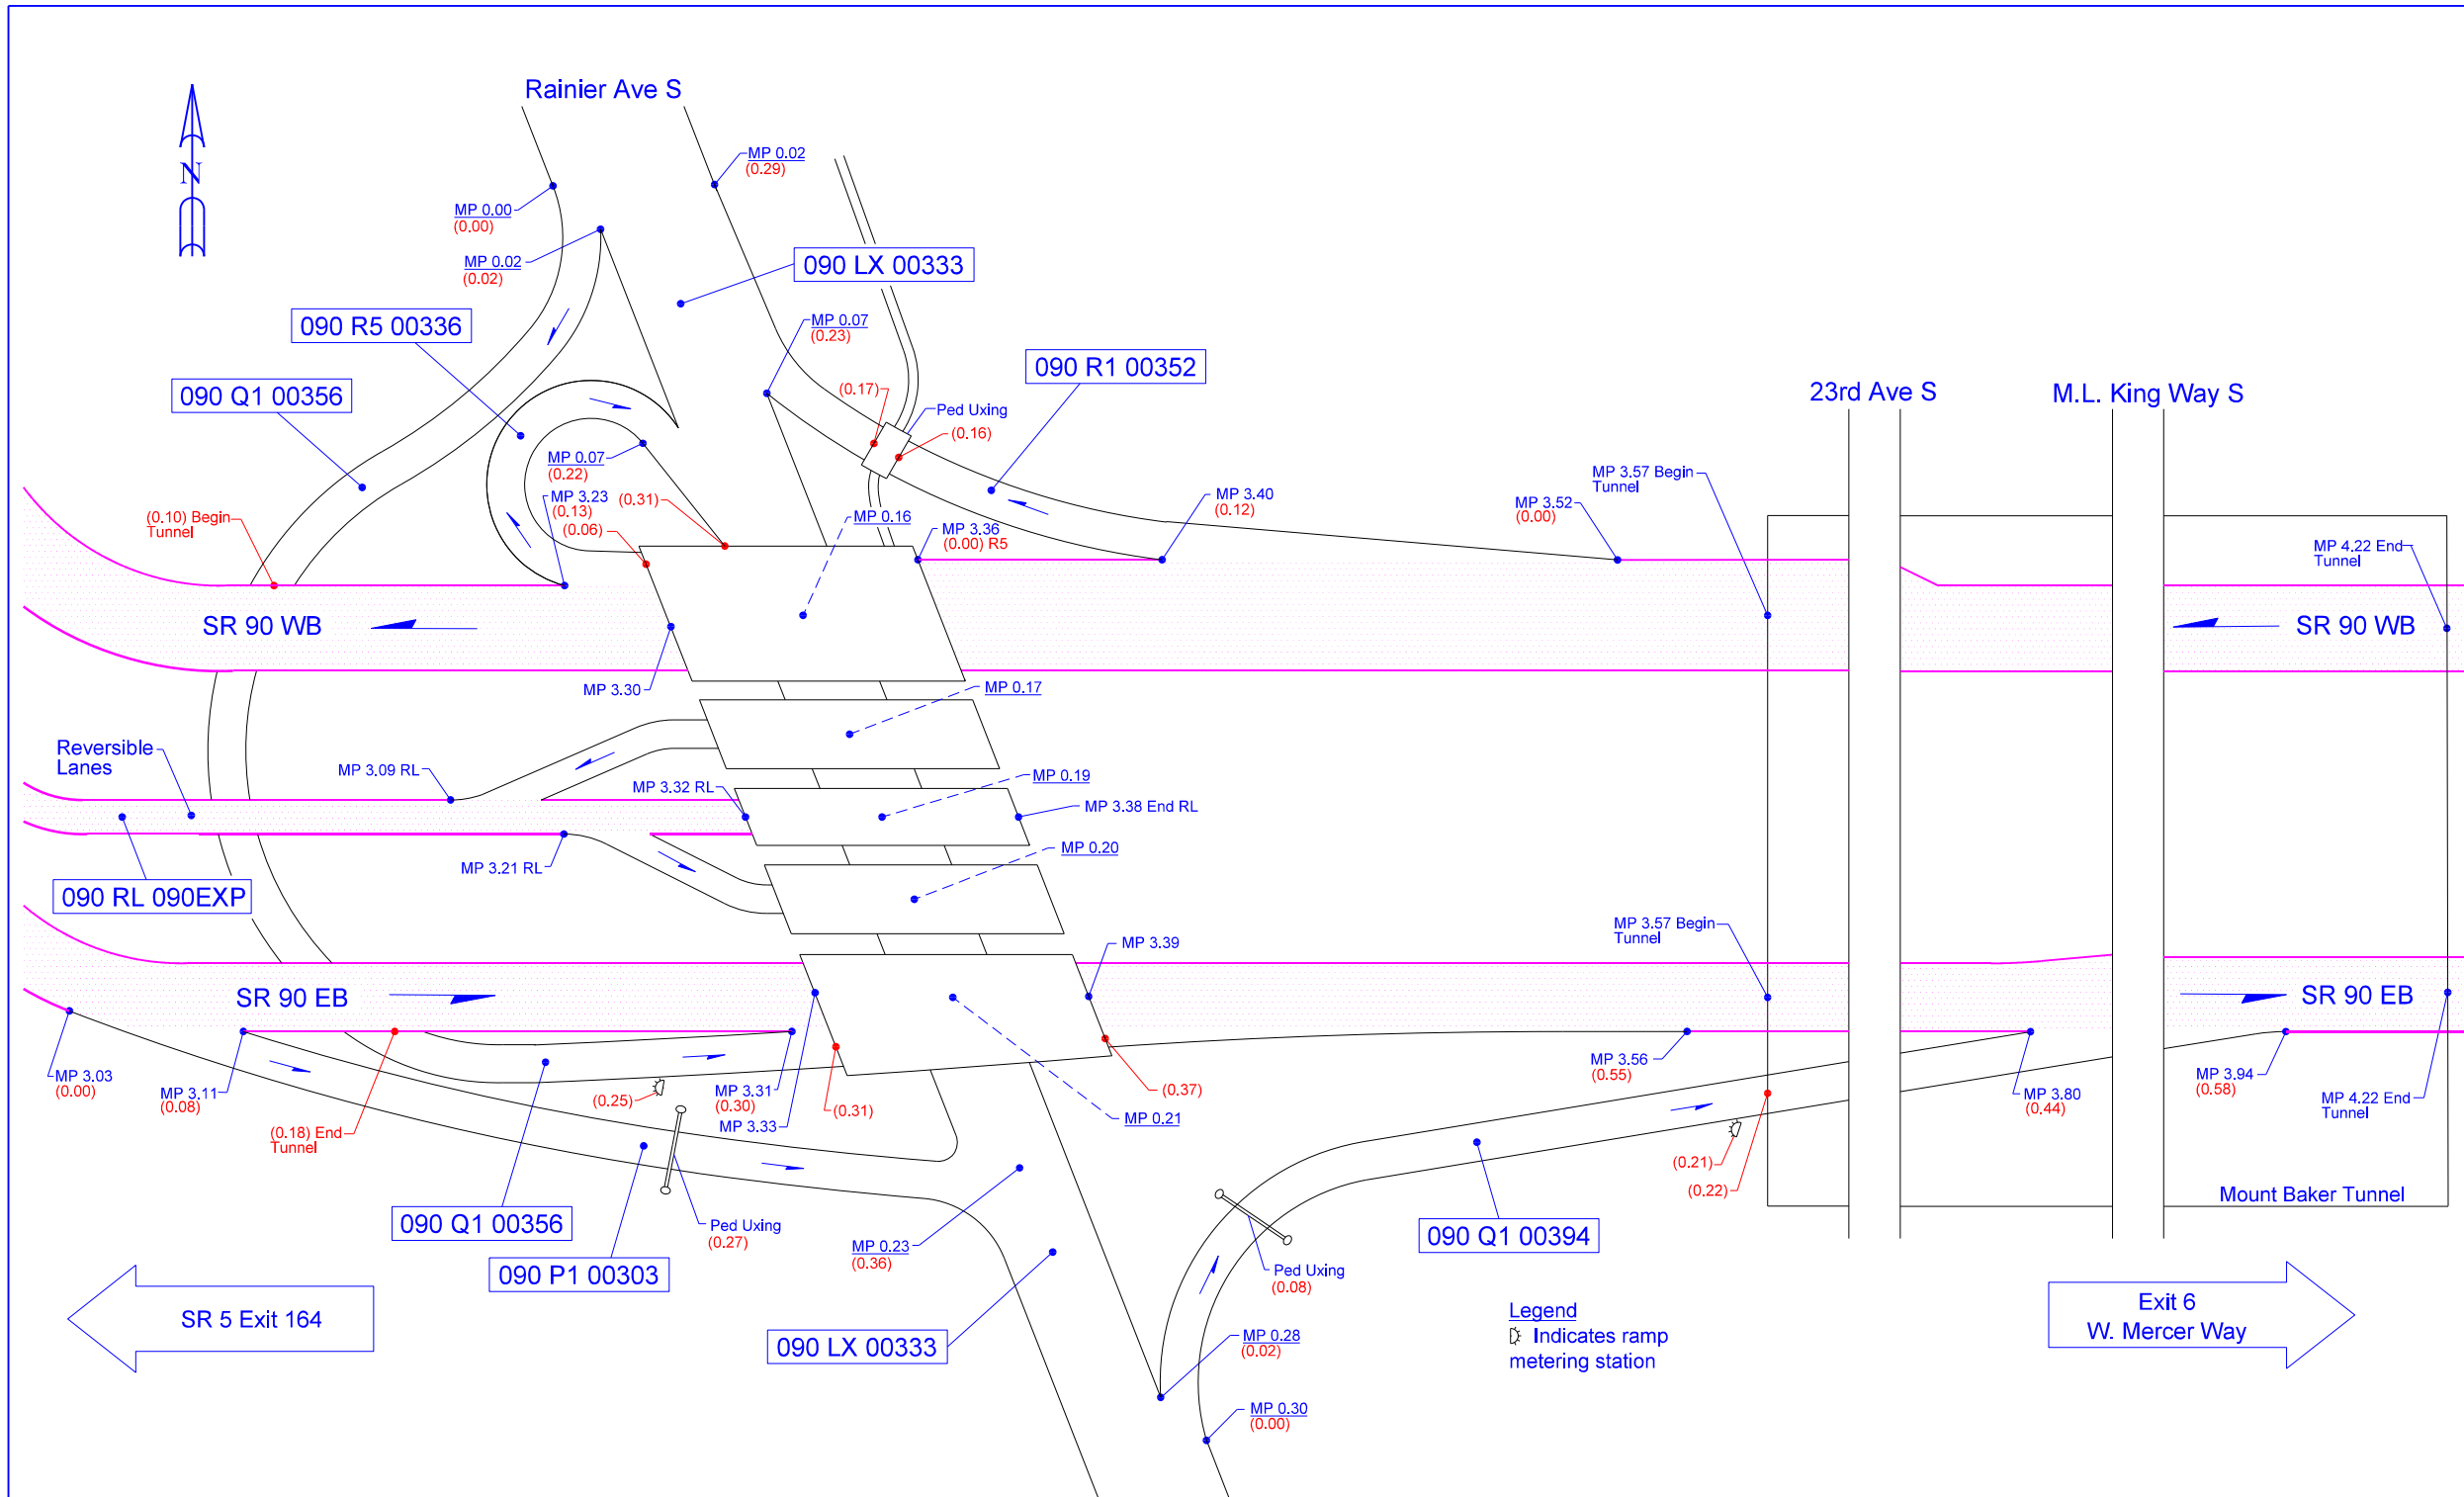 Rainier Ave S
N
MP 0.02
(0.29)
MP 0.00
(0.00)
MP 0.02
(0.02)
090 LX 00333
090 R5 00336
MP 0.07
(0.23)
090 R1 00352
090 Q1 00356
(0.17)
Ped Uxing
(0.16)
23rd Ave S
M.L. King Way S
MP 0.07
(0.22)
MP 3.23
(0.13)
(0.31)
(0.06)
MP 0.16
MP 3.36
(0.00) R5
MP 3.40
(0.12)
MP 3.52
(0.00)
MP 3.57 Begin
Tunnel
MP 4.22 End
Tunnel
(0.10) Begin
Tunnel
SR 90 WB
SR 90 WB
MP 3.30
MP 0.17
Reversible
Lanes
MP 3.09 RL
MP 3.32 RL
MP 0.19
MP 3.38 End RL
MP 3.21 RL
MP 0.20
090 RL 090EXP
MP 3.39
MP 3.57 Begin
Tunnel
SR 90 EB
SR 90 EB
MP 3.03
(0.00)
MP 3.11
(0.08)
(0.18) End
Tunnel
(0.25)
MP 3.31
(0.30)
MP 3.33
(0.31)
(0.37)
MP 0.21
MP 3.56
(0.55)
MP 3.80
(0.44)
MP 3.94
(0.58)
MP 4.22 End
Tunnel
(0.21)
(0.22)
Mount Baker Tunnel
090 Q1 00356
Ped Uxing
(0.27)
090 P1 00303
MP 0.23
(0.36)
090 Q1 00394
Ped Uxing
(0.08)
SR 5 Exit 164
090 LX 00333
MP 0.28
(0.02)
MP 0.30
(0.00)
Legend
Indicates ramp
metering station
Exit 6
W. Mercer Way